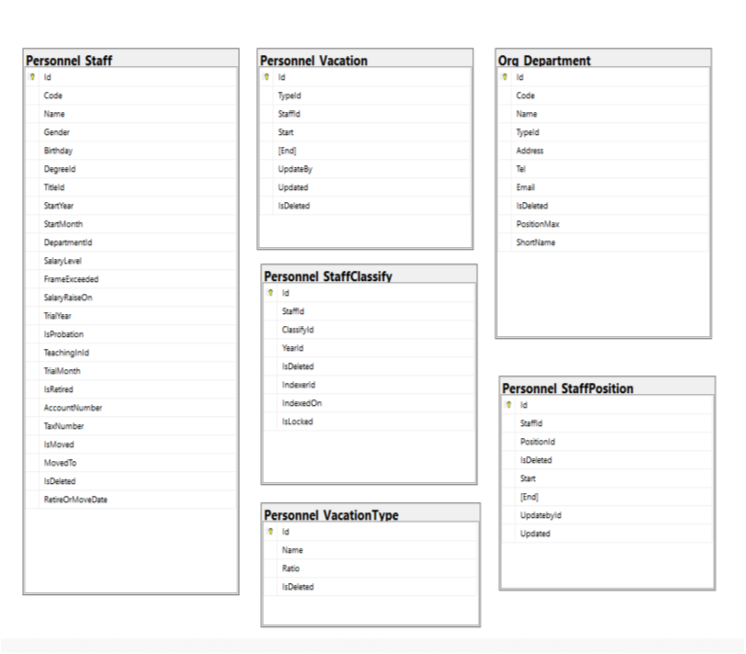 Personnel Staff
Id
Code
Name
Gender
Birthday
DegreeId
TitleId
StartYear
StartMonth
DepartmentId
SalaryLevel
FrameExceeded
SalaryRaiseOn
TrialYear
IsProbation
TeachingInId
TrialMonth
IsRetired
AccountNumber
TaxNumber
IsMoved
MovedTo
IsDeleted
RetireOrMoveDate
Personnel Vacation
Id
TypeId
StaffId
Start
[End]
UpdateBy
Updated
IsDeleted
Personnel StaffClassify
Id
StaffId
ClassifyId
YearId
IsDeleted
IndexerId
IndexedOn
IsLocked
Personnel VacationType
Id
Name
Ratio
IsDeleted
Org Department
Id
Code
Name
TypeId
Address
Tel
Email
IsDeleted
PositionMax
ShortName
Personnel StaffPosition
Id
StaffId
PositionId
IsDeleted
Start
[End]
UpdatebyId
Updated